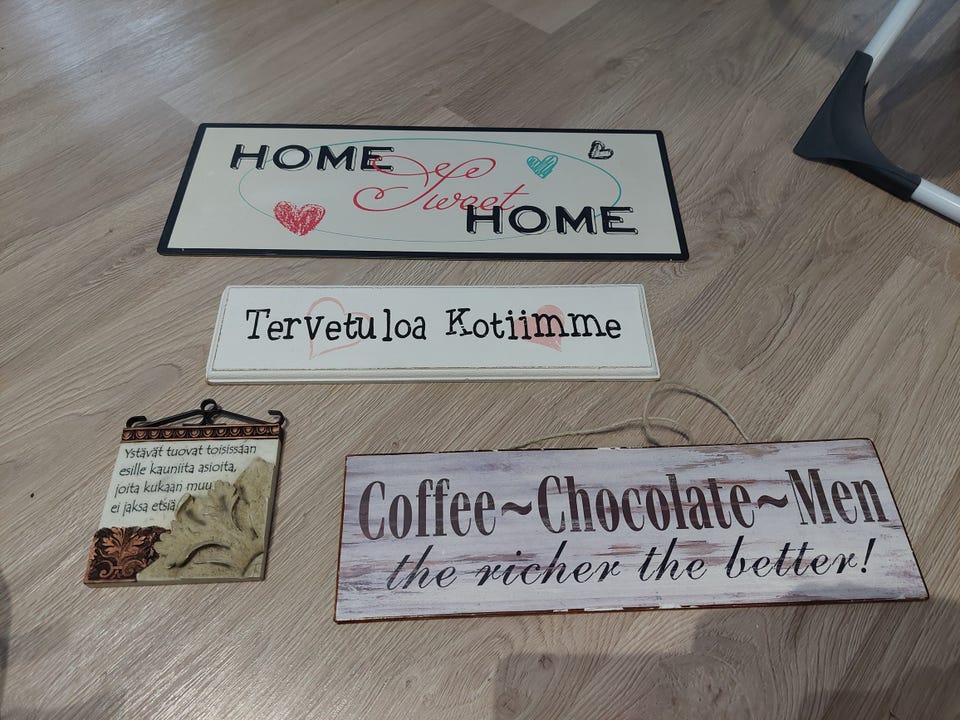 HOME
Sweet
HOME
Tervetuloa Kotiimme
Ystävät tuovat toisissaan
esille kauniita asioita,
joita kukaan muu
ei jaksa etsiä
Coffee~Chocolate~Men
the richer the better!